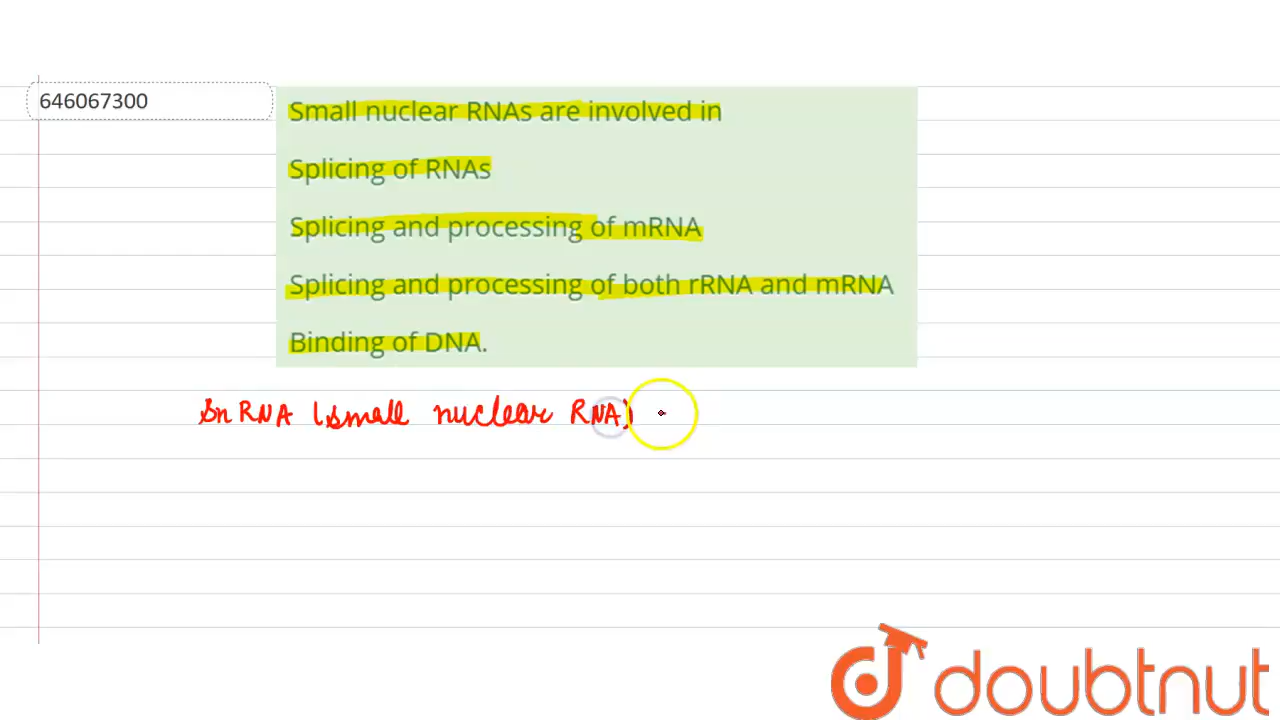 646067300
Small nuclear RNAs are involved in
Splicing of RNAs
Splicing and processing of mRNA
Splicing and processing of both rRNA and mRNA
Binding of DNA.
SnRNA (small nuclear RNA)
doubtnut